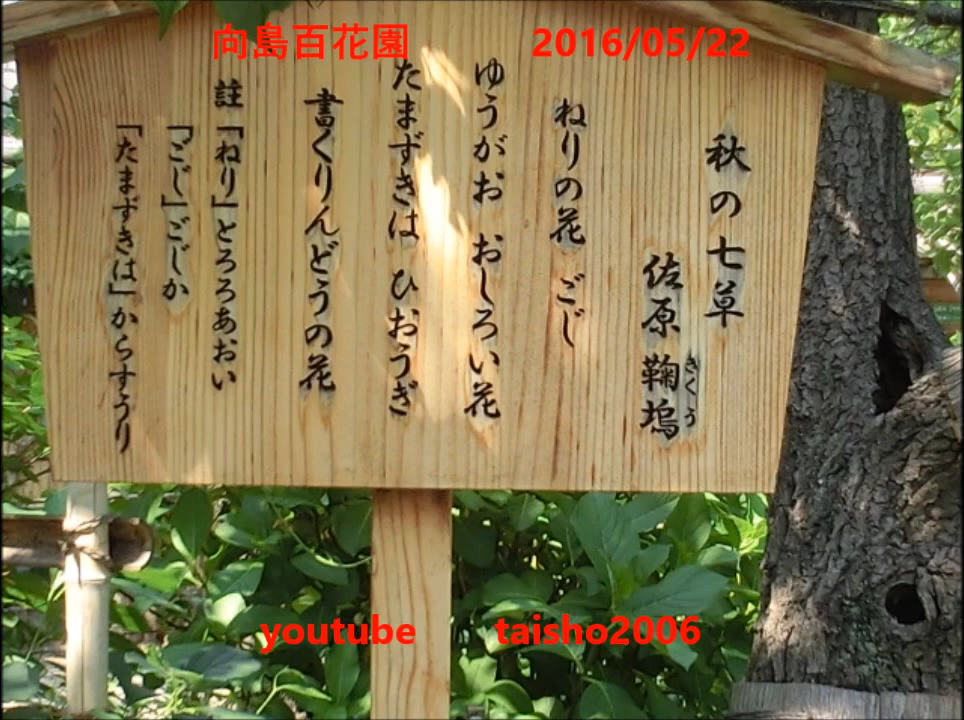 向島百花園 2016/05/22
秋の七草
佐原 鞠塢
きくう
ねりの花 ごじ
ゆうがお おしろい花
たまずきは ひおうぎ
書くりんどうの花
註「ねり」とろろあおい
「ごじ」ごじか
「たまずきは」からすうり
youtube taisho2006